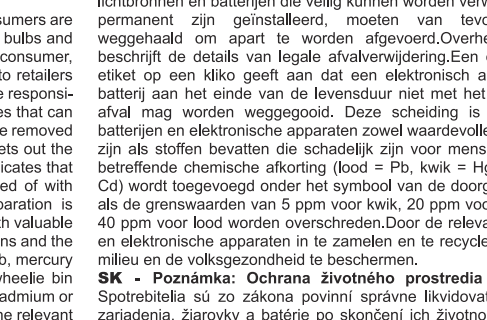 sumers are
bulbs and
consumer,
to retailers
e responsi-
es that can
e removed
ets out the
icates that
ed of with
paration is
th valuable
ns and the
b, mercury
wheelie bin
admium or
ne relevant
lichtbronnen en batterijen die veilig kunnen worden verw
permanent zijn geïnstalleerd, moeten van tevo
weggehaald om apart te worden afgevoerd.Overhe
beschrijft de details van legale afvalverwijdering.Een
etiket op een kliko geeft aan dat een elektronisch a
batterij aan het einde van de levensduur niet met het
afval mag worden weggegooid. Deze scheiding is
batterijen en elektronische apparaten zowel waardevolle
zijn als stoffen bevatten die schadelijk zijn voor mens
betreffende chemische afkorting (lood = Pb, kwik = Hg
Cd) wordt toegevoegd onder het symbool van de doorg
als de grenswaarden van 5 ppm voor kwik, 20 ppm voo
40 ppm voor lood worden overschreden.Door de releva
en elektronische apparaten in te zamelen en te recycle
milieu en de volksgezondheid te beschermen.
SK - Poznámka: Ochrana životného prostredia
Spotrebitelia sú zo zákona povinní správne likvidovať
zariadenia, žiarovky a batérie po skončení ich životno